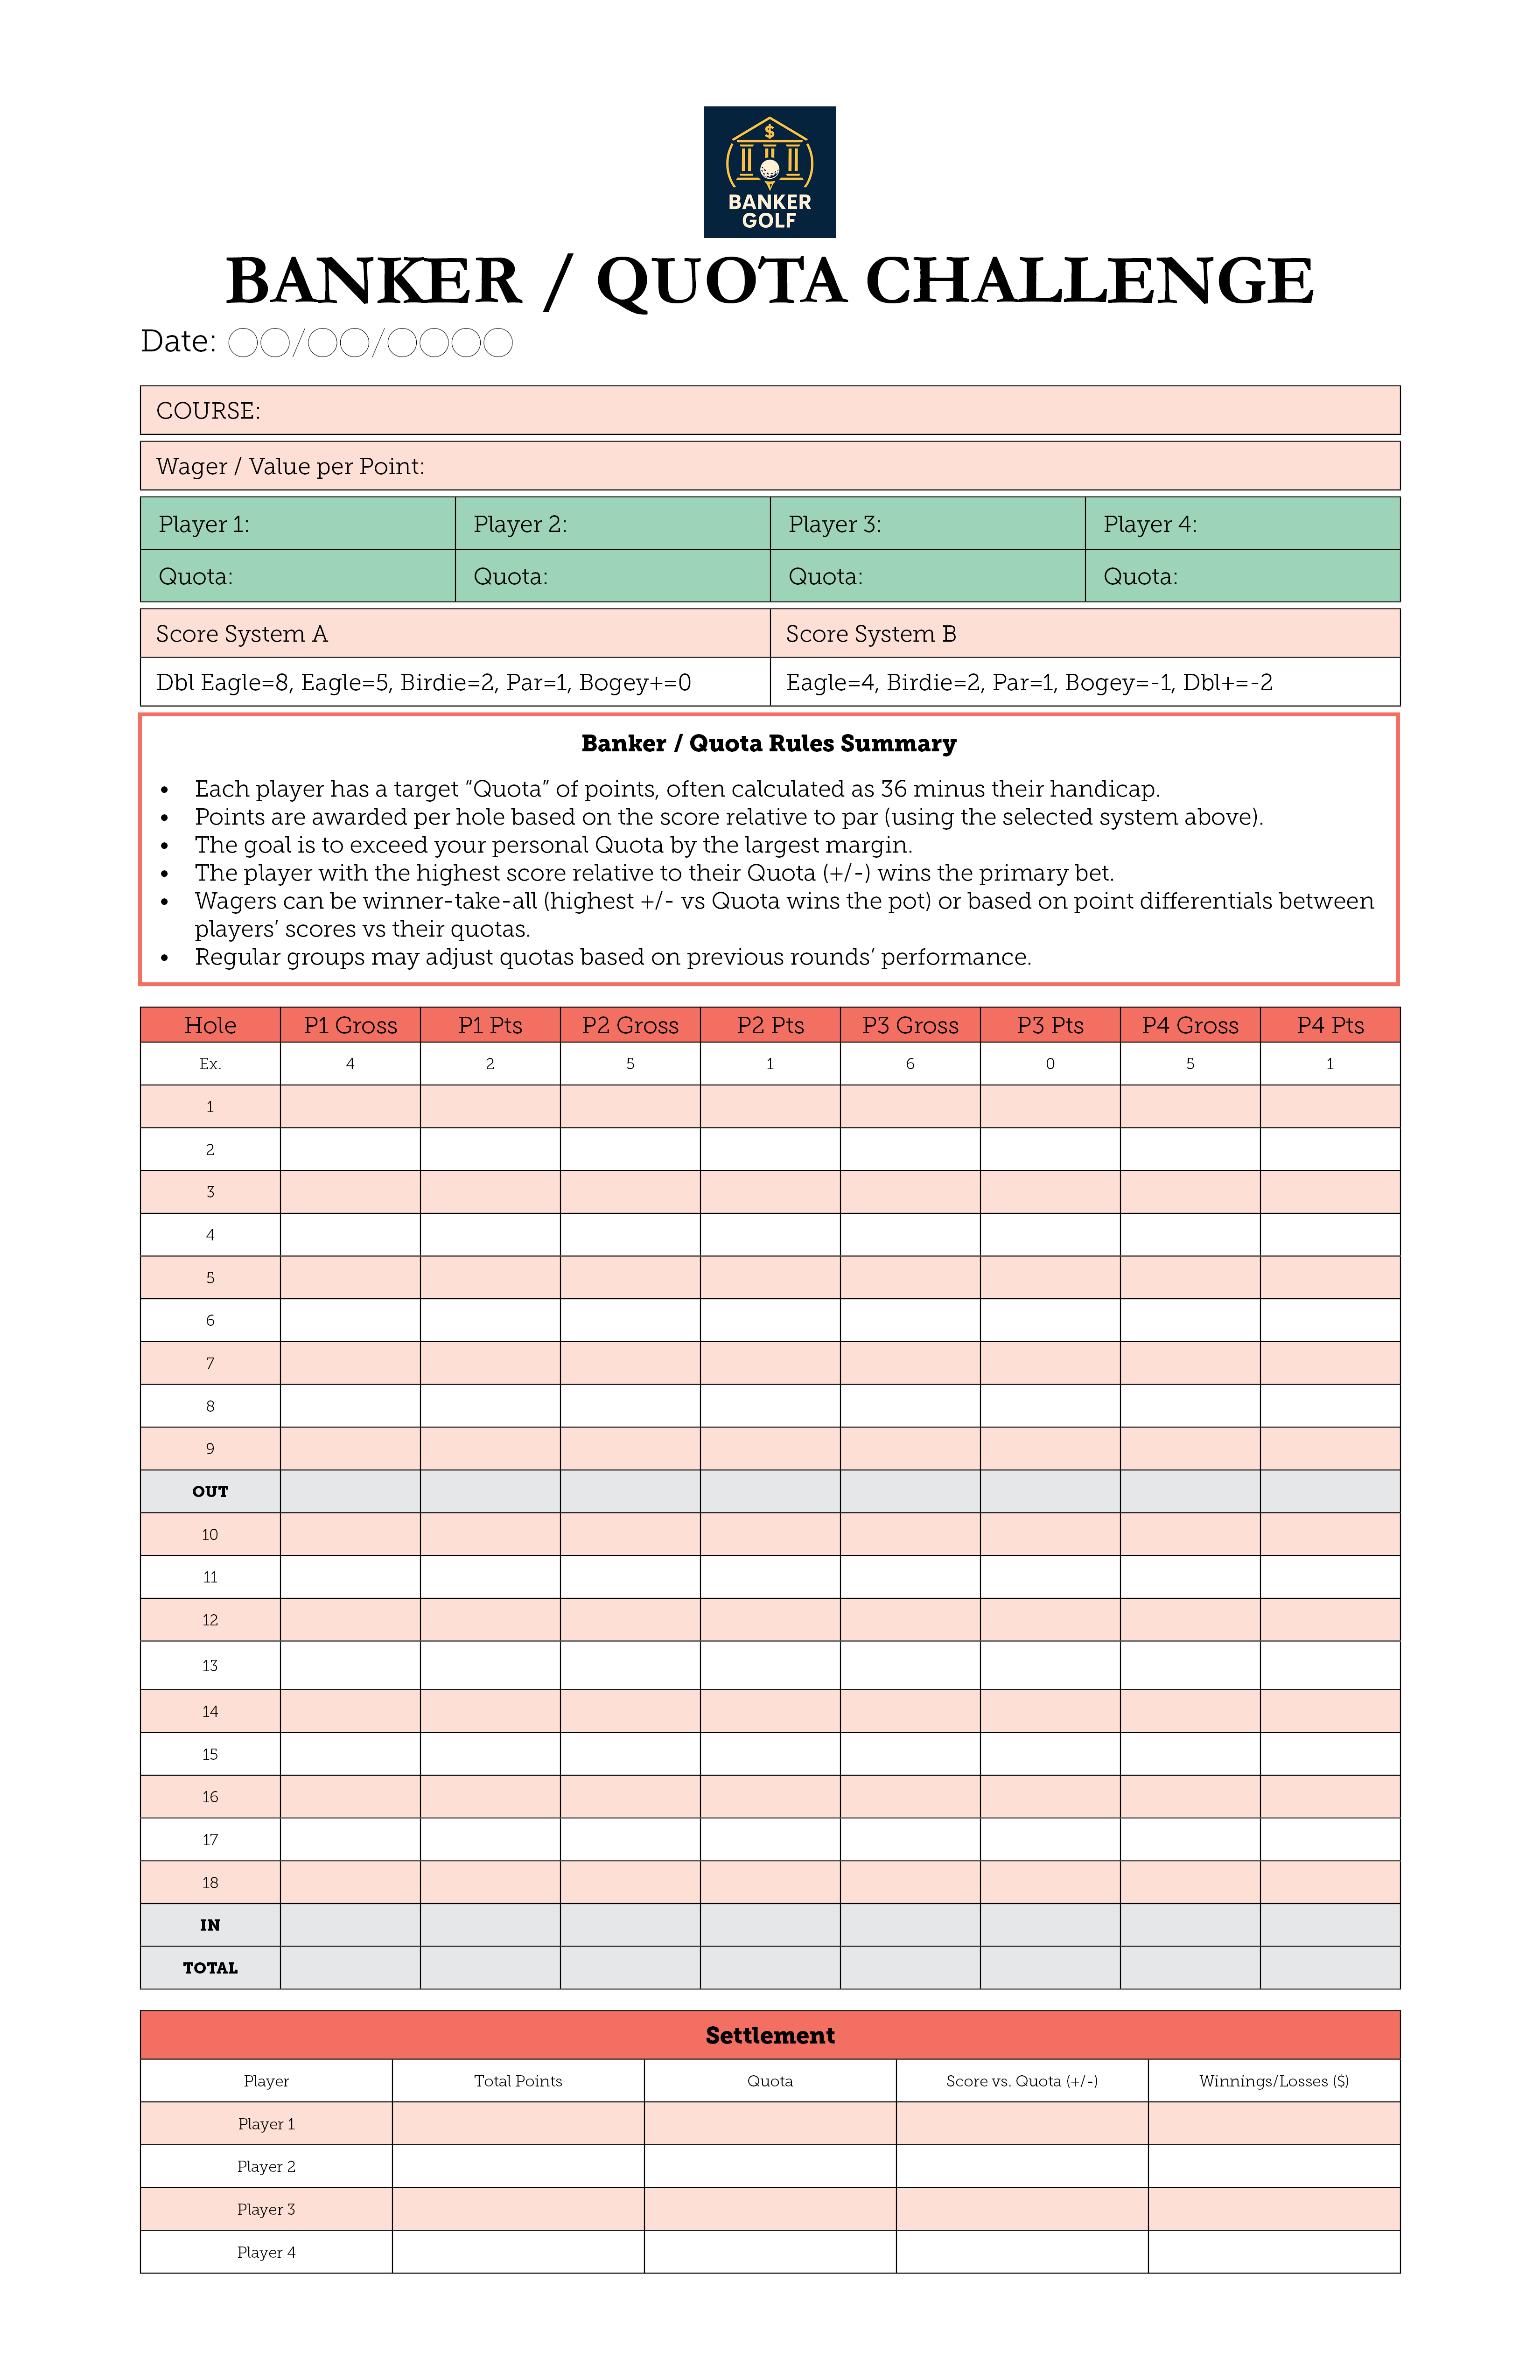 $
BANKER
GOLF
BANKER / QUOTA CHALLENGE
Date: ○○/○○/○○○○
COURSE:
Wager / Value per Point:
Player 1: Player 2: Player 3: Player 4:
Quota: Quota: Quota: Quota:
Score System A Score System B
Dbl Eagle=8, Eagle=5, Birdie=2, Par=1, Bogey+=0 Eagle=4, Birdie=2, Par=1, Bogey=-1, Dbl+=-2
Banker / Quota Rules Summary
• Each player has a target “Quota” of points, often calculated as 36 minus their handicap.
• Points are awarded per hole based on the score relative to par (using the selected system above).
• The goal is to exceed your personal Quota by the largest margin.
• The player with the highest score relative to their Quota (+/-) wins the primary bet.
• Wagers can be winner-take-all (highest +/- vs Quota wins the pot) or based on point differentials between
players’ scores vs their quotas.
• Regular groups may adjust quotas based on previous rounds’ performance.
Hole P1 Gross P1 Pts P2 Gross P2 Pts P3 Gross P3 Pts P4 Gross P4 Pts
Ex. 4 2 5 1 6 0 5 1
1
2
3
4
5
6
7
8
9
OUT
10
11
12
13
14
15
16
17
18
IN
TOTAL
Settlement
Player Total Points Quota Score vs. Quota (+/-) Winnings/Losses ($)
Player 1
Player 2
Player 3
Player 4